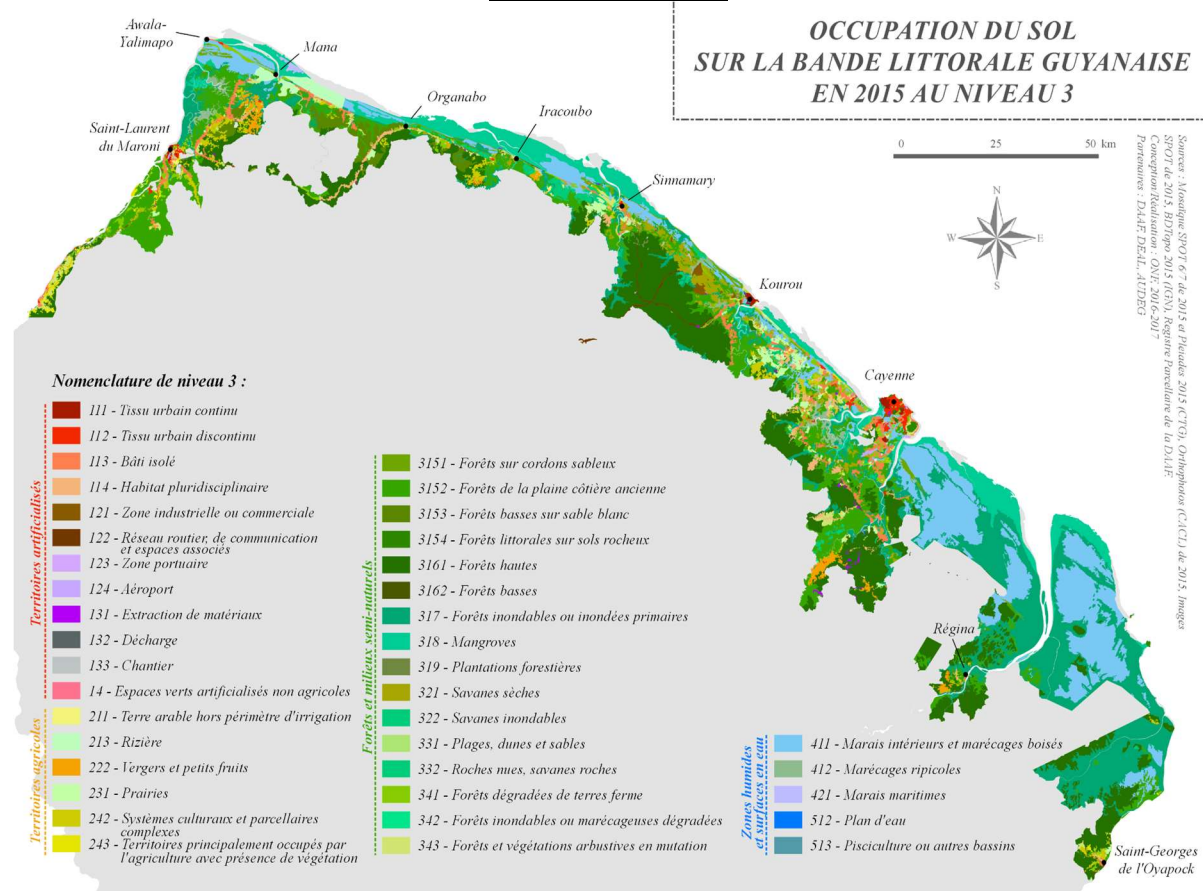 OCCUPATION DU SOL
SUR LA BANDE LITTORALE GUYANAISE
EN 2015 AU NIVEAU 3
0 25 50 km
N
W E
S
Sources : Mosaïque SPOT 6/7 de 2015 et Pleiades 2015 (CTG), Orthophotos (CACL) de 2015, Images
SPOT de 2015, BDTopo 2015 (IGN), Registre Parcellaire de la DAAF.
Conception/Réalisation : ONF, 2016-2017
Partenaires : DAAF, DEAL, AUDEG
Awala-
Yalimapo
Mana
Organabo
Iracoubo
Saint-Laurent
du Maroni
Sinnamary
Kourou
Cayenne
Régina
Saint-Georges
de l'Oyapock
Nomenclature de niveau 3 :
Territoires artificialisés
111 - Tissu urbain continu
112 - Tissu urbain discontinu
113 - Bâti isolé
114 - Habitat pluridisciplinaire
121 - Zone industrielle ou commerciale
122 - Réseau routier, de communication
et espaces associés
123 - Zone portuaire
124 - Aéroport
131 - Extraction de matériaux
132 - Décharge
133 - Chantier
14 - Espaces verts artificialisés non agricoles
Territoires agricoles
211 - Terre arable hors périmètre d'irrigation
213 - Rizière
222 - Vergers et petits fruits
231 - Prairies
242 - Systèmes culturaux et parcellaires
complexes
243 - Territoires principalement occupés par
l'agriculture avec présence de végétation
Forêts et milieux semi-naturels
3151 - Forêts sur cordons sableux
3152 - Forêts de la plaine côtière ancienne
3153 - Forêts basses sur sable blanc
3154 - Forêts littorales sur sols rocheux
3161 - Forêts hautes
3162 - Forêts basses
317 - Forêts inondables ou inondées primaires
318 - Mangroves
319 - Plantations forestières
321 - Savanes sèches
322 - Savanes inondables
331 - Plages, dunes et sables
332 - Roches nues, savanes roches
341 - Forêts dégradées de terres ferme
342 - Forêts inondables ou marécageuses dégradées
343 - Forêts et végétations arbustives en mutation
Zones humides
et surfaces en eau
411 - Marais intérieurs et marécages boisés
412 - Marécages ripicoles
421 - Marais maritimes
512 - Plan d'eau
513 - Pisciculture ou autres bassins